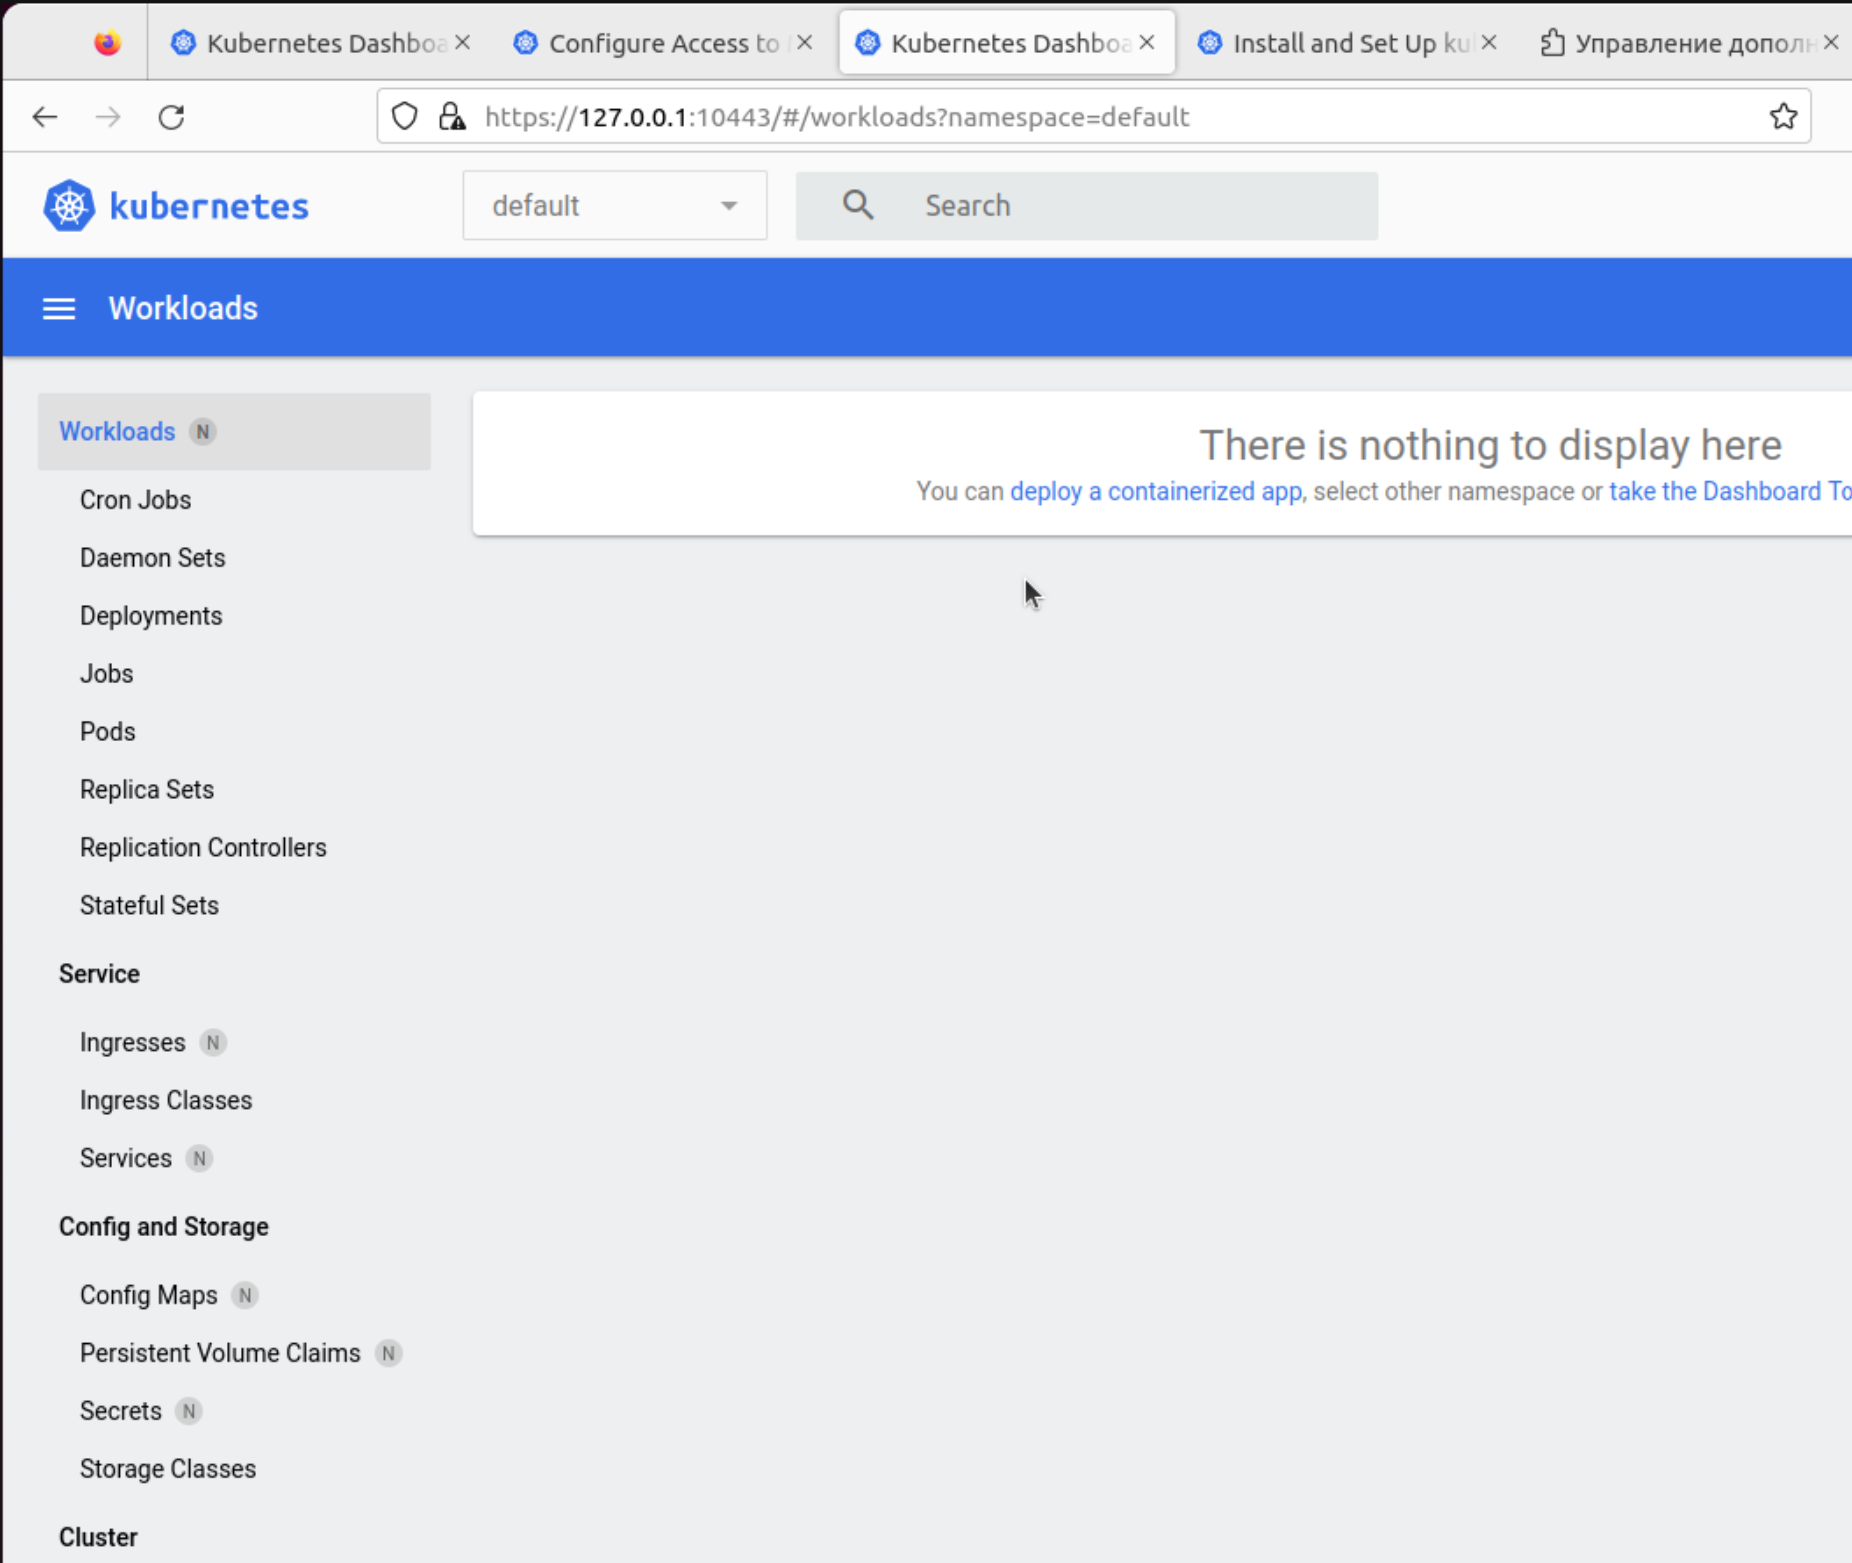 Kubernetes Dashboa
Configure Access to
Kubernetes Dashboa
Install and Set Up ku
Управление дополн
https://127.0.0.1:10443/#/workloads?namespace=default
kubernetes
default
Search
Workloads
Workloads N
There is nothing to display here
You can deploy a containerized app, select other namespace or take the Dashboard To
Cron Jobs
Daemon Sets
Deployments
Jobs
Pods
Replica Sets
Replication Controllers
Stateful Sets
Service
Ingresses N
Ingress Classes
Services N
Config and Storage
Config Maps N
Persistent Volume Claims N
Secrets N
Storage Classes
Cluster